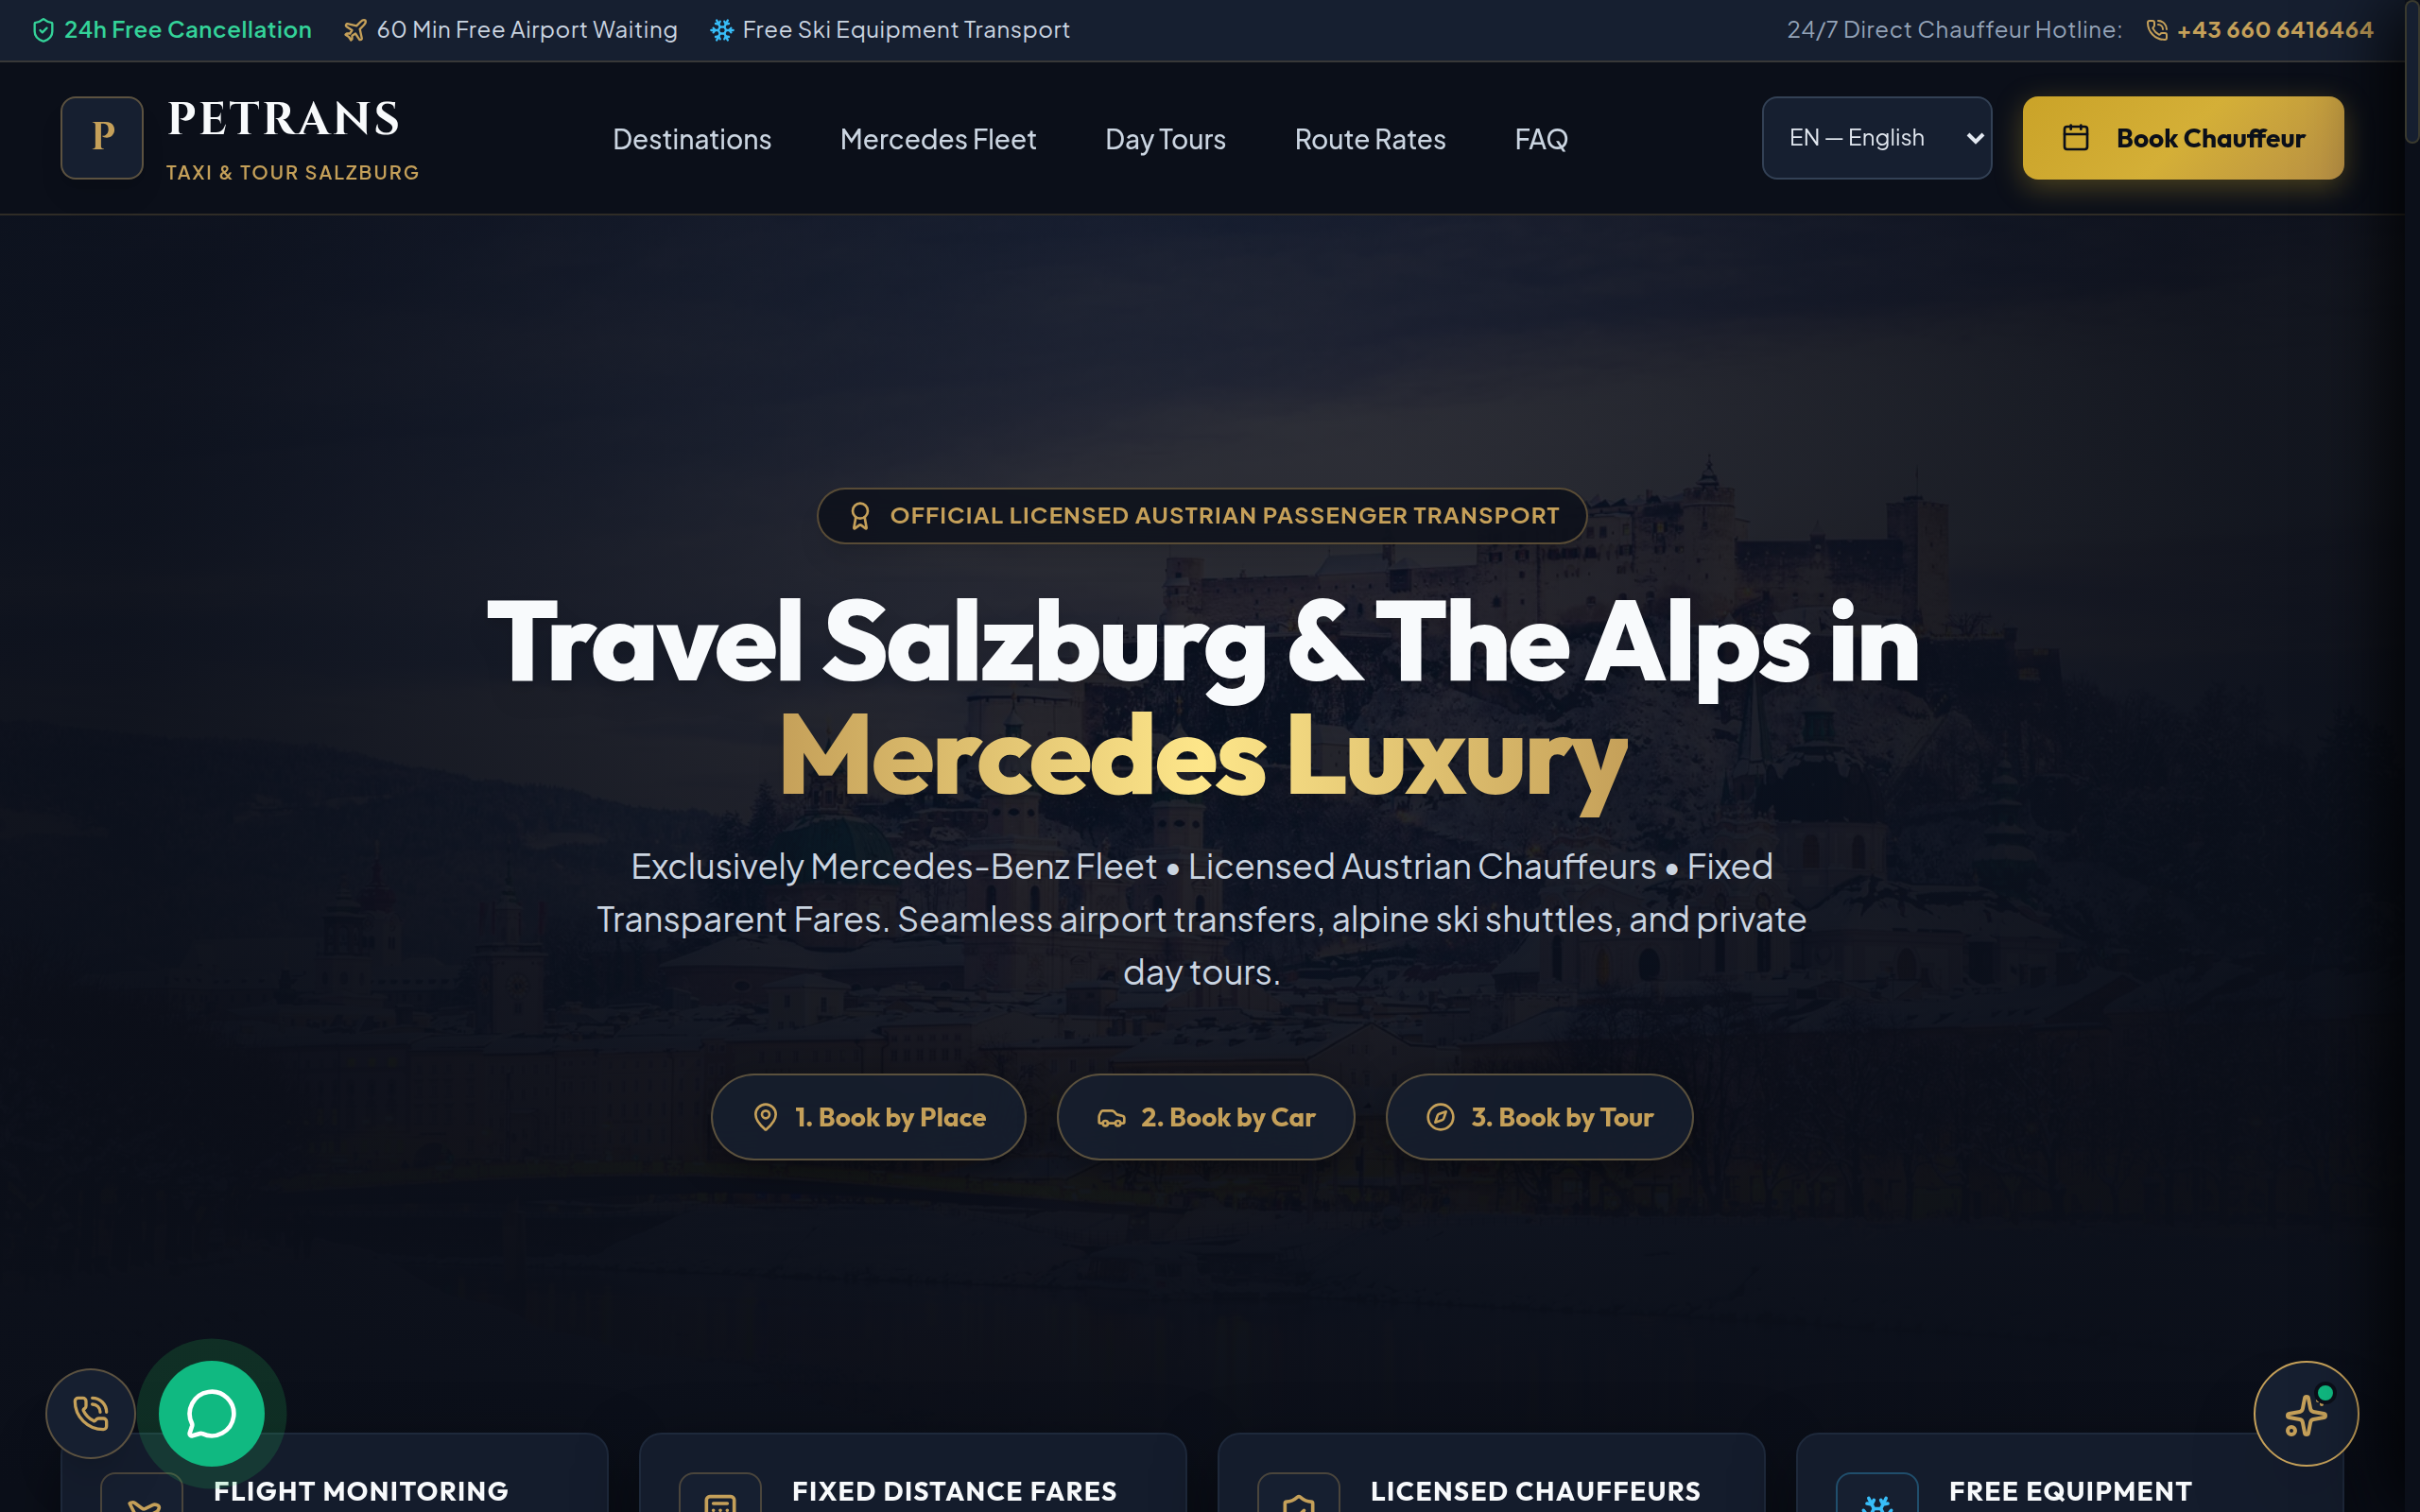 24h Free Cancellation
60 Min Free Airport Waiting
Free Ski Equipment Transport
24/7 Direct Chauffeur Hotline:
+43 660 6416464
P
PETRANS
TAXI & TOUR SALZBURG
Destinations
Mercedes Fleet
Day Tours
Route Rates
FAQ
EN — English
Book Chauffeur
OFFICIAL LICENSED AUSTRIAN PASSENGER TRANSPORT
Travel Salzburg & The Alps in
Mercedes Luxury
Exclusively Mercedes-Benz Fleet • Licensed Austrian Chauffeurs • Fixed
Transparent Fares. Seamless airport transfers, alpine ski shuttles, and private
day tours.
1. Book by Place
2. Book by Car
3. Book by Tour
FLIGHT MONITORING
FIXED DISTANCE FARES
LICENSED CHAUFFEURS
FREE EQUIPMENT